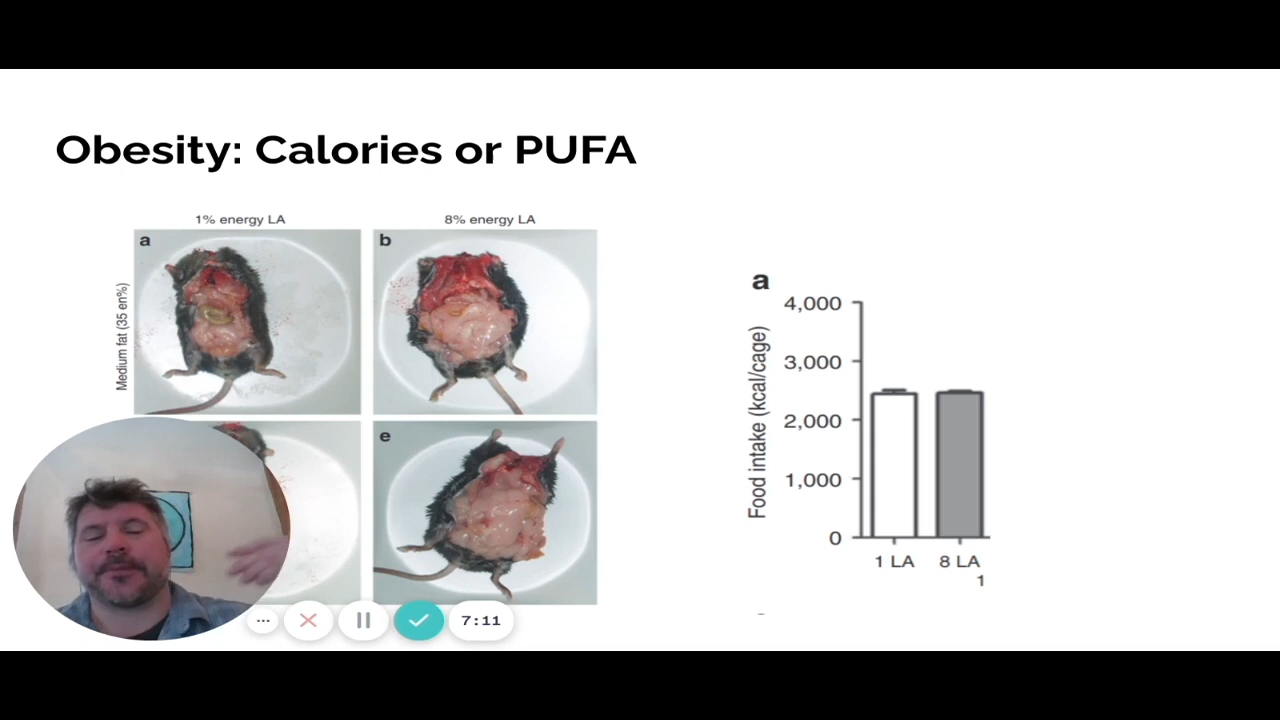 Obesity: Calories or PUFA
1% energy LA
8% energy LA
a
b
Medium fat (35 en%)
e
a
4,000
3,000
2,000
1,000
0
Food intake (kcal/cage)
1 LA
8 LA
1
7:11